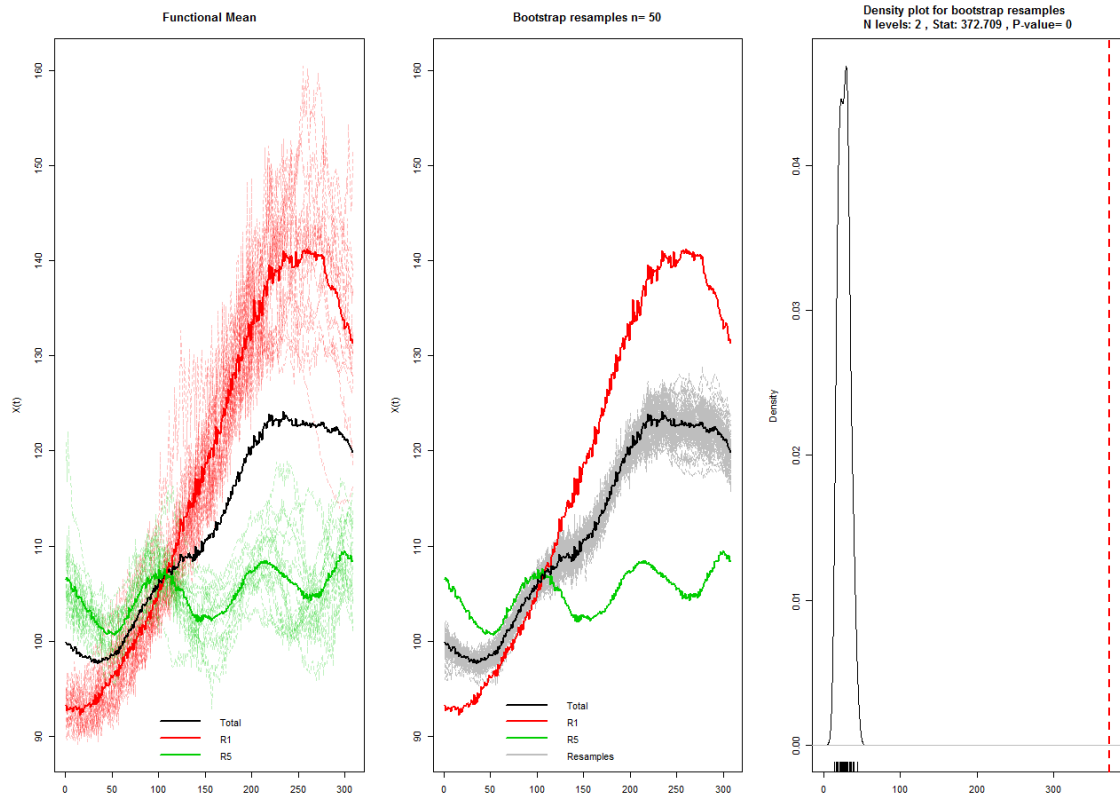 Functional Mean
X(t)
160
150
140
130
120
110
100
90
Total
R1
R5
0 50 100 150 200 250 300
Bootstrap resamples n= 50
X(t)
160
150
140
130
120
110
100
90
Total
R1
R5
Resamples
0 50 100 150 200 250 300
Density plot for bootstrap resamples
N levels: 2 , Stat: 372.709 , P-value= 0
Density
0.04
0.03
0.02
0.01
0.00
0 100 200 300